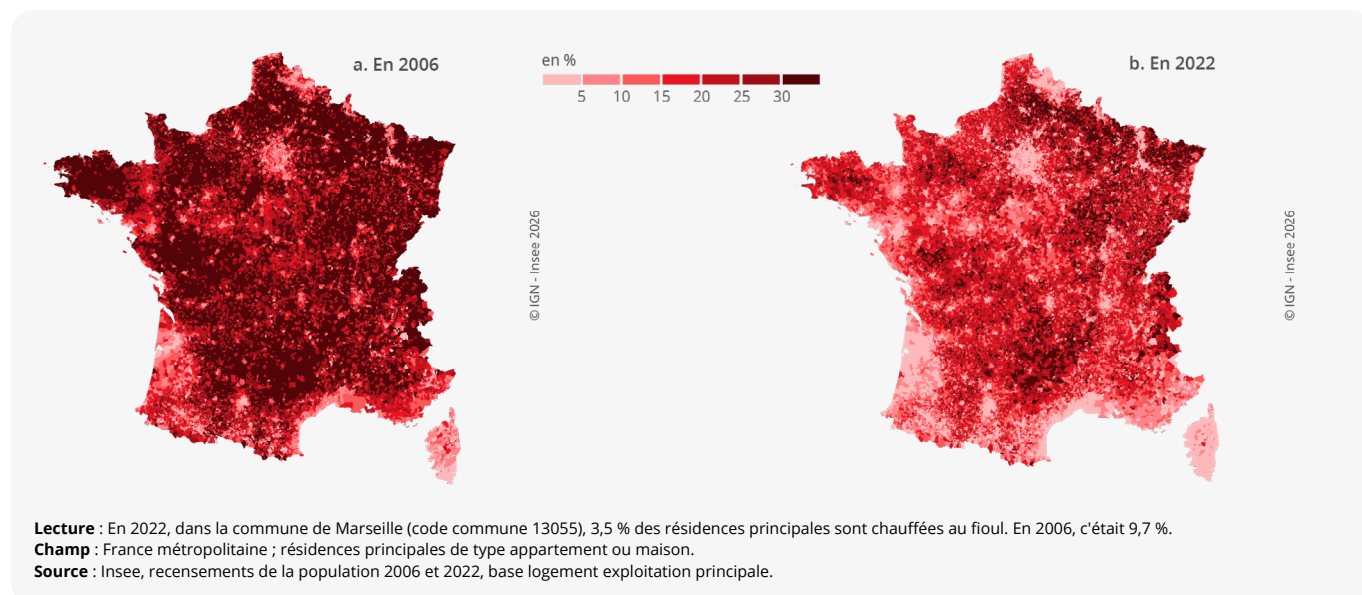 a. En 2006
en %
5 10 15 20 25 30
b. En 2022
© IGN - Insee 2026
© IGN - Insee 2026
Lecture : En 2022, dans la commune de Marseille (code commune 13055), 3,5 % des résidences principales sont chauffées au fioul. En 2006, c'était 9,7 %.
Champ : France métropolitaine ; résidences principales de type appartement ou maison.
Source : Insee, recensements de la population 2006 et 2022, base logement exploitation principale.